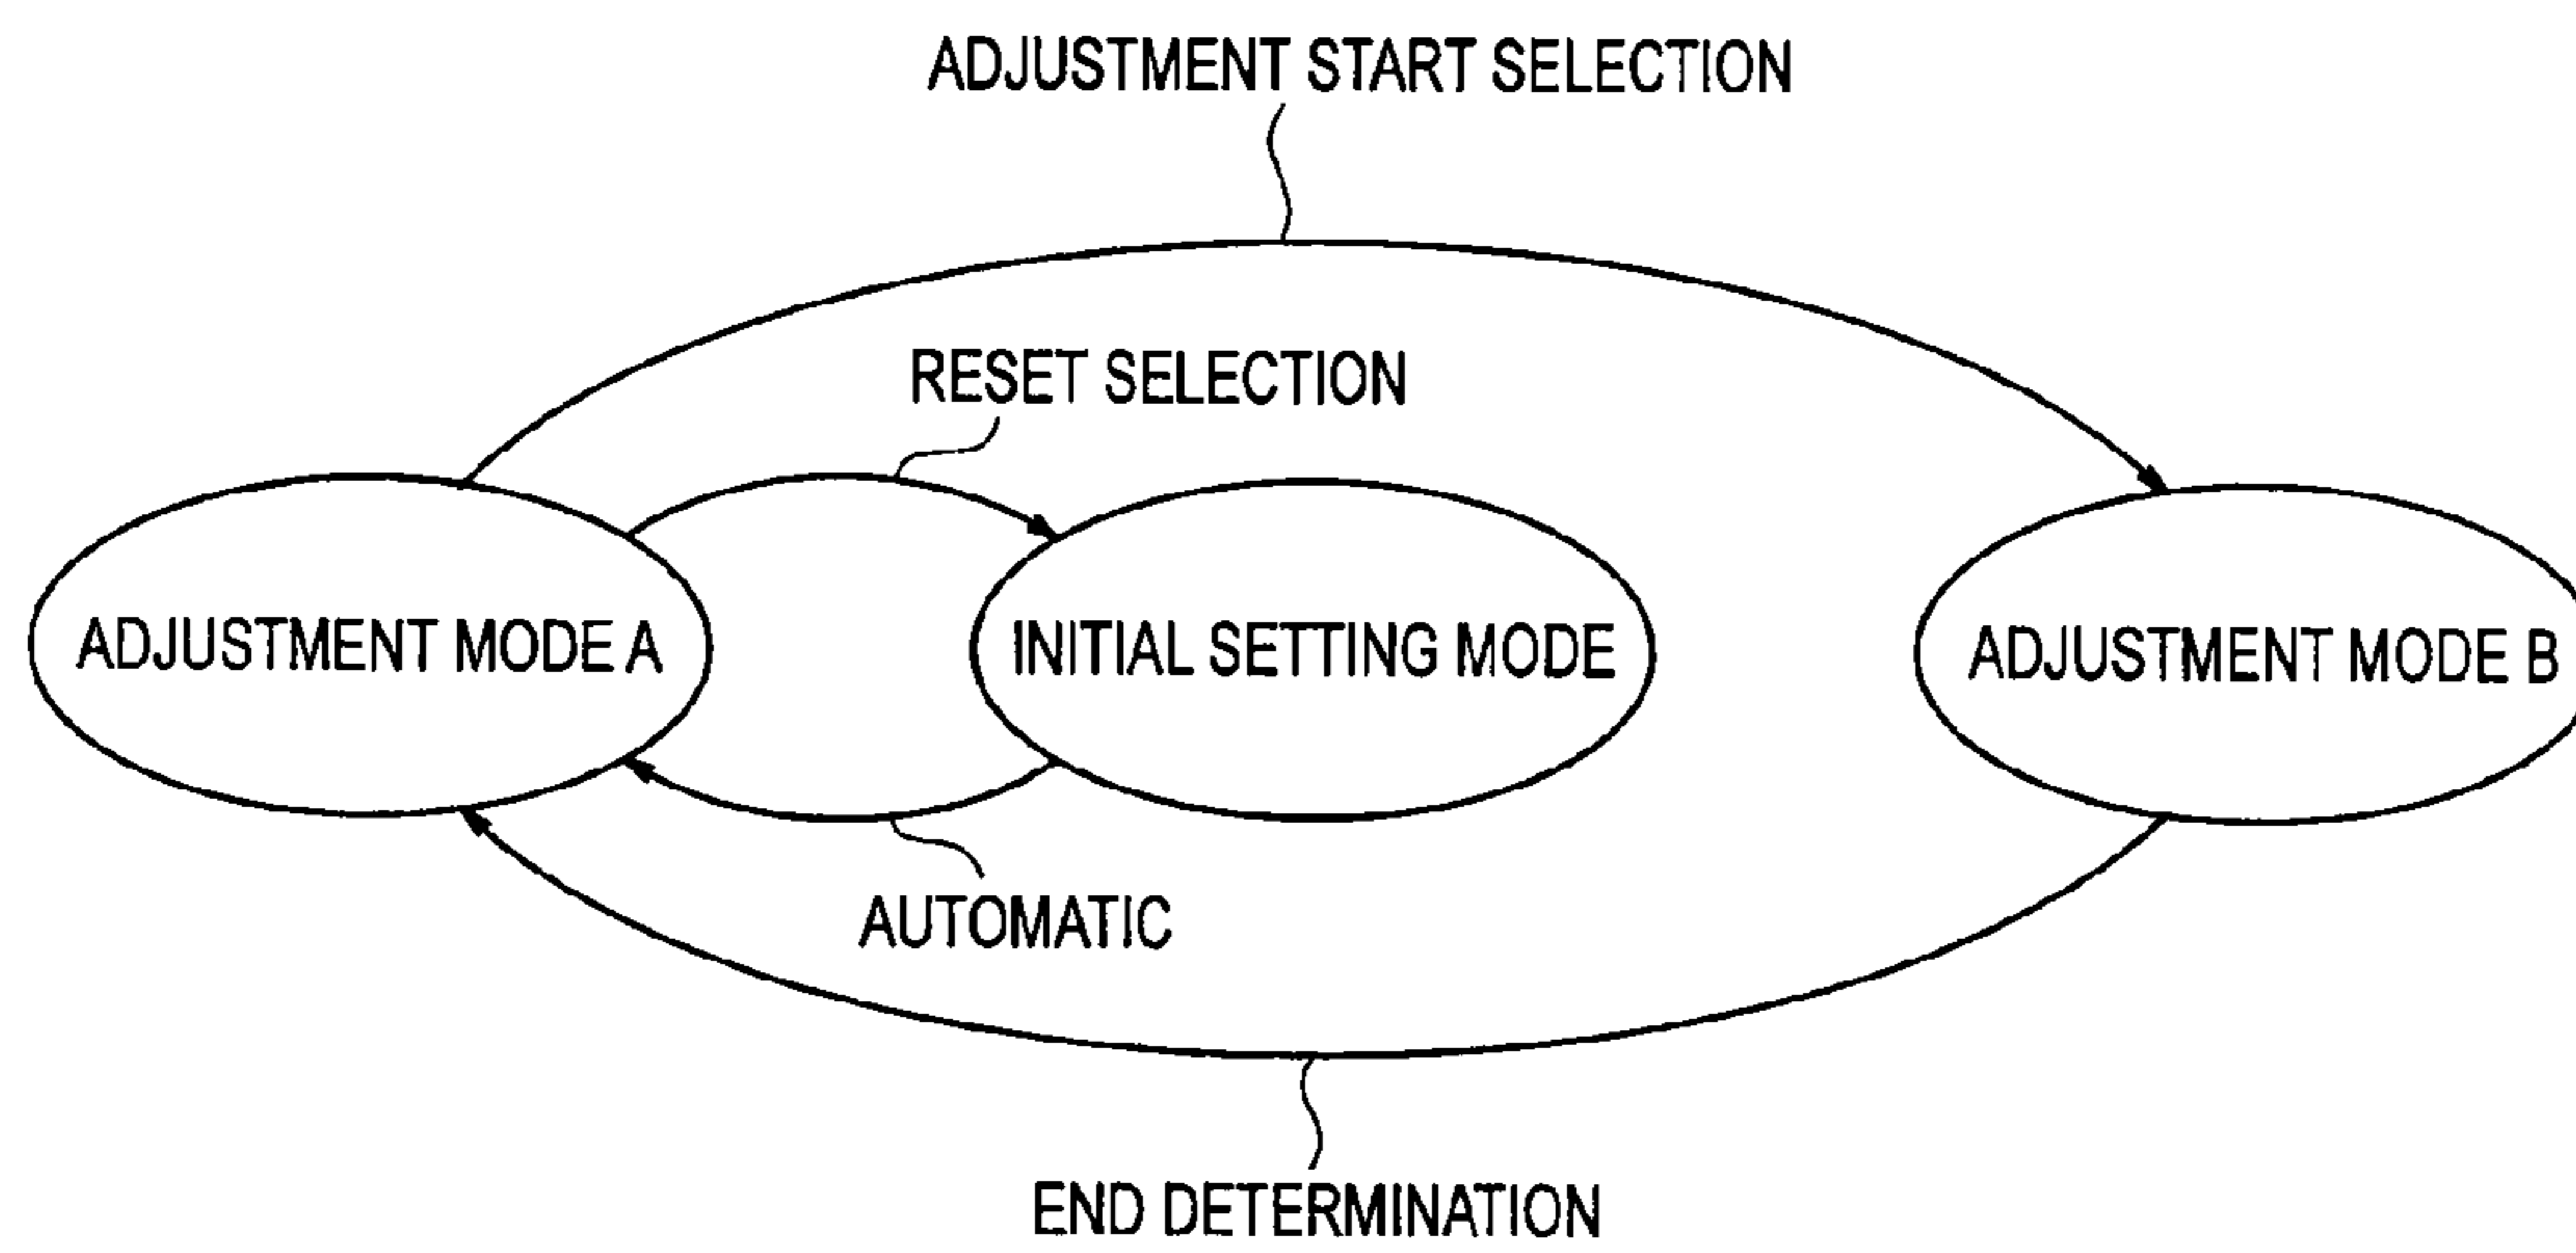 ADJUSTMENT START SELECTION
RESET SELECTION
ADJUSTMENT MODE A
INITIAL SETTING MODE
ADJUSTMENT MODE B
AUTOMATIC
END DETERMINATION